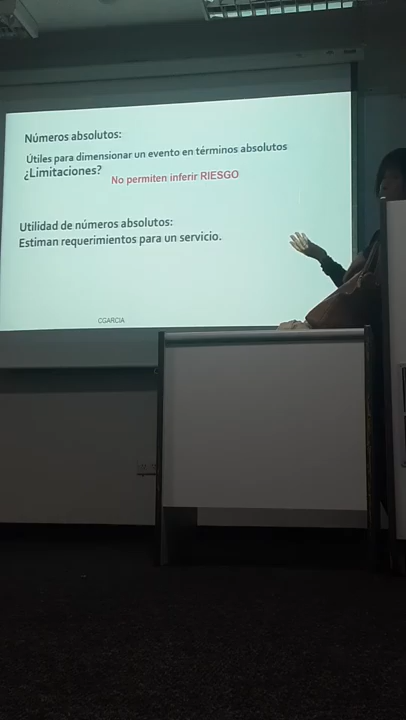 Números absolutos:
Útiles para dimensionar un evento en términos absolutos
¿Limitaciones?
No permiten inferir RIESGO
Utilidad de números absolutos:
Estiman requerimientos para un servicio.
CGARCIA